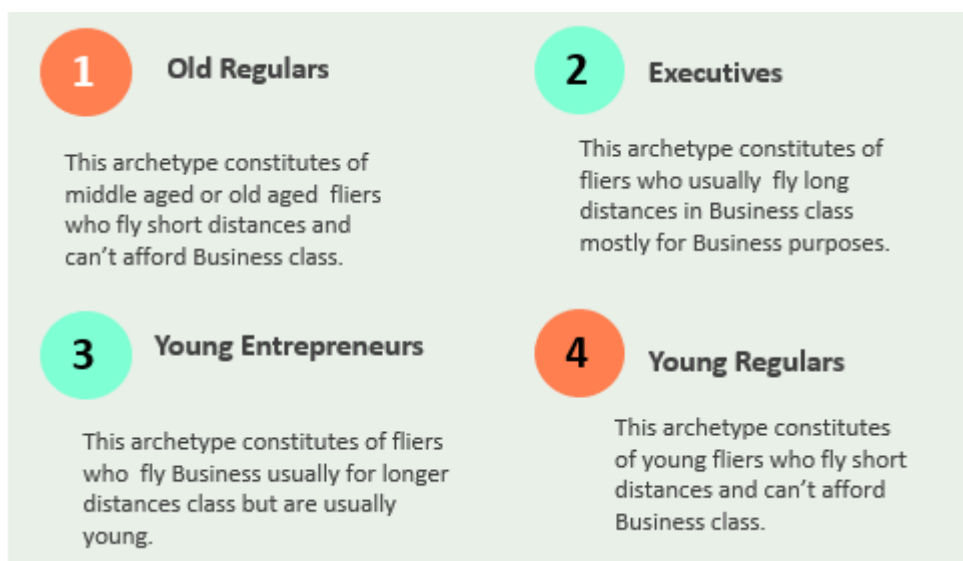 1
Old Regulars
This archetype constitutes of
middle aged or old aged fliers
who fly short distances and
can't afford Business class.
2
Executives
This archetype constitutes of
fliers who usually fly long
distances in Business class
mostly for Business purposes.
3
Young Entrepreneurs
This archetype constitutes of fliers
who fly Business usually for longer
distances class but are usually
young.
4
Young Regulars
This archetype constitutes
of young fliers who fly short
distances and can't afford
Business class.